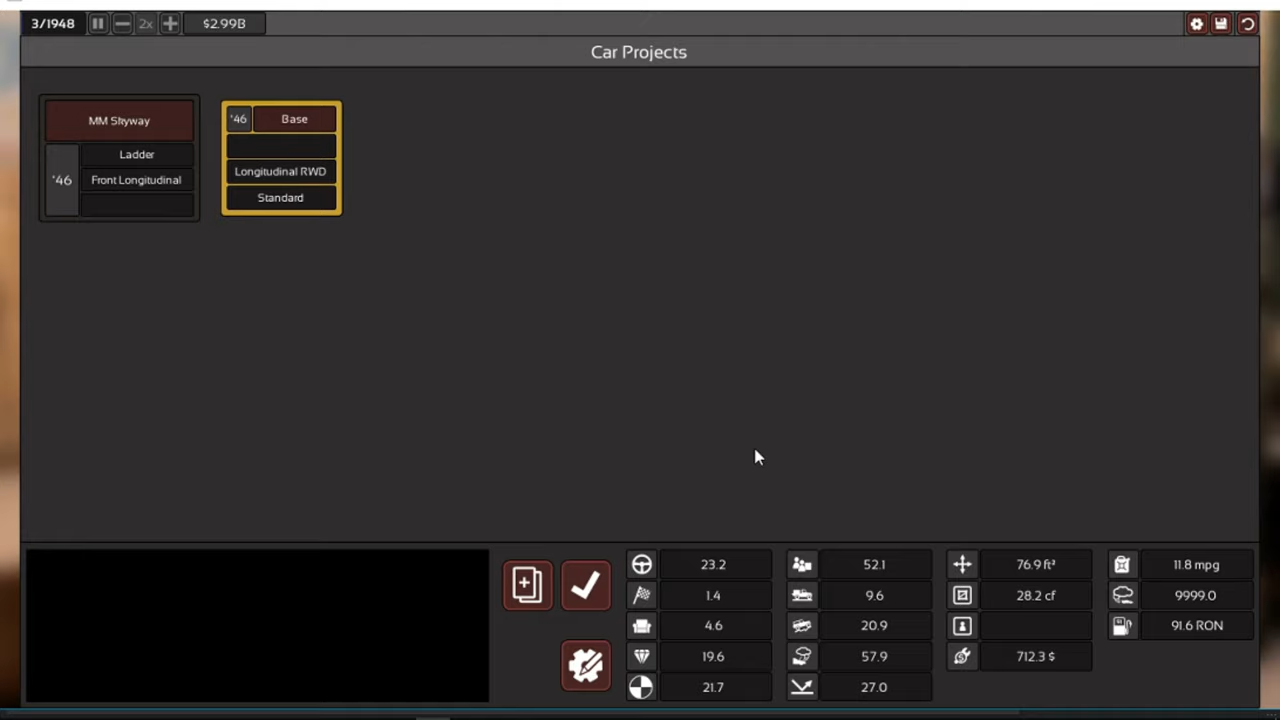 3/1948 2x $2.99B
Car Projects
MM Skyway
Ladder
'46 Front Longitudinal
'46 Base
Longitudinal RWD
Standard
23.2 52.1 76.9 ft² 11.8 mpg
1.4 9.6 28.2 cf 9999.0
4.6 20.9 91.6 RON
19.6 57.9 712.3 $
21.7 27.0